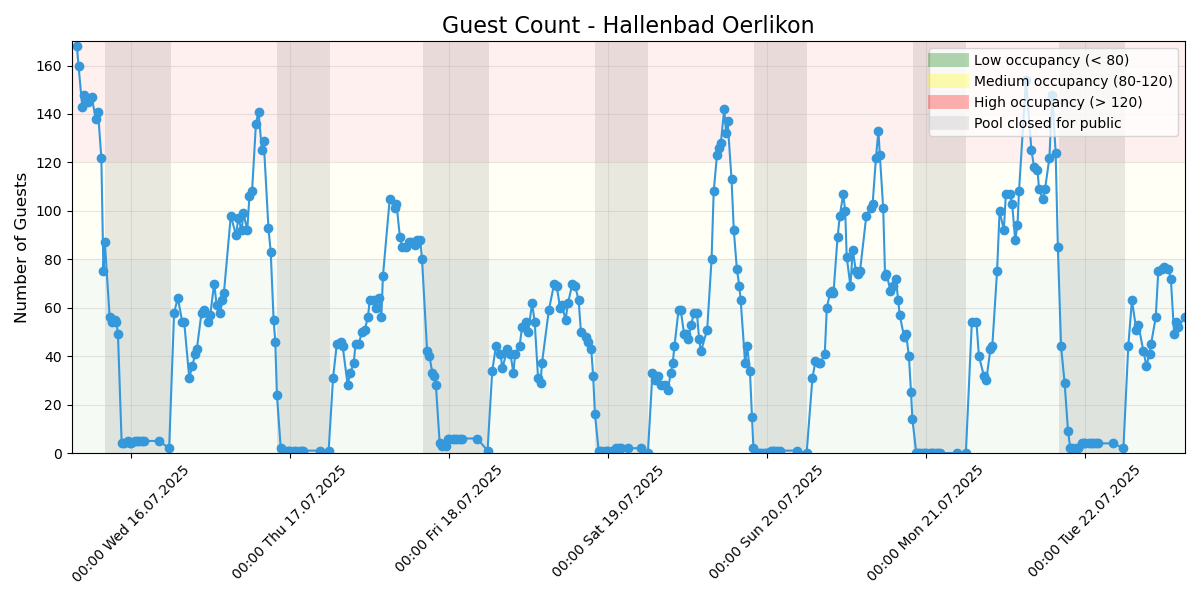 Guest Count - Hallenbad Oerlikon
Low occupancy (< 80)
Medium occupancy (80-120)
High occupancy (> 120)
Pool closed for public
Number of Guests
160
140
120
100
80
60
40
20
0
00:00 Wed 16.07.2025
00:00 Thu 17.07.2025
00:00 Fri 18.07.2025
00:00 Sat 19.07.2025
00:00 Sun 20.07.2025
00:00 Mon 21.07.2025
00:00 Tue 22.07.2025